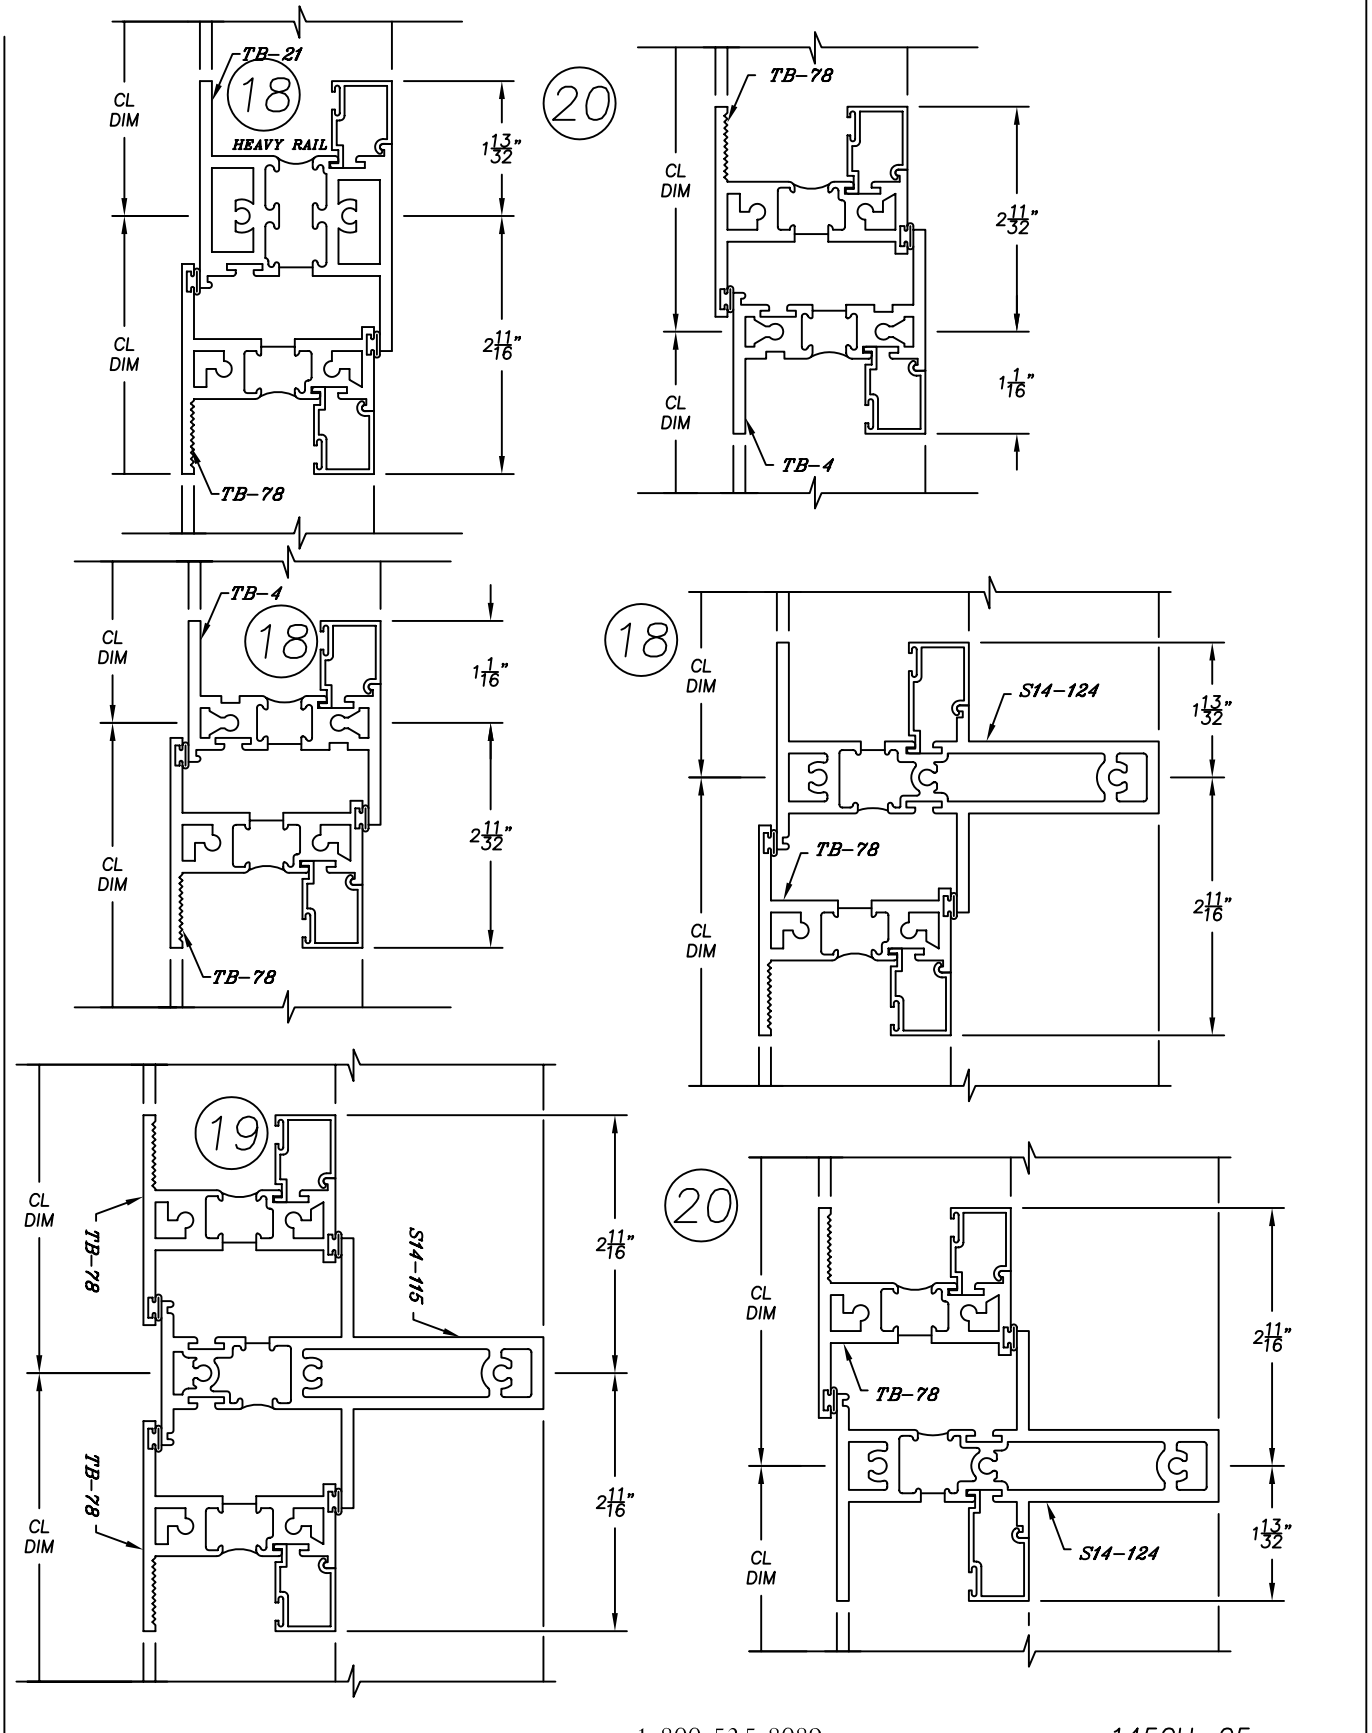 TB-21
18
HEAVY RAIL
CL
DIM
1 13/32"
CL
DIM
2 11/16"
TB-78
20
TB-78
CL
DIM
2 11/32"
CL
DIM
1 1/16"
TB-4
TB-4
18
CL
DIM
1 1/16"
CL
DIM
2 11/32"
TB-78
18
CL
DIM
S14-124
1 13/32"
TB-78
CL
DIM
2 11/16"
19
CL
DIM
TB-78
S14-115
2 11/16"
TB-78
CL
DIM
2 11/16"
20
CL
DIM
2 11/16"
TB-78
CL
DIM
S14-124
1 13/32"